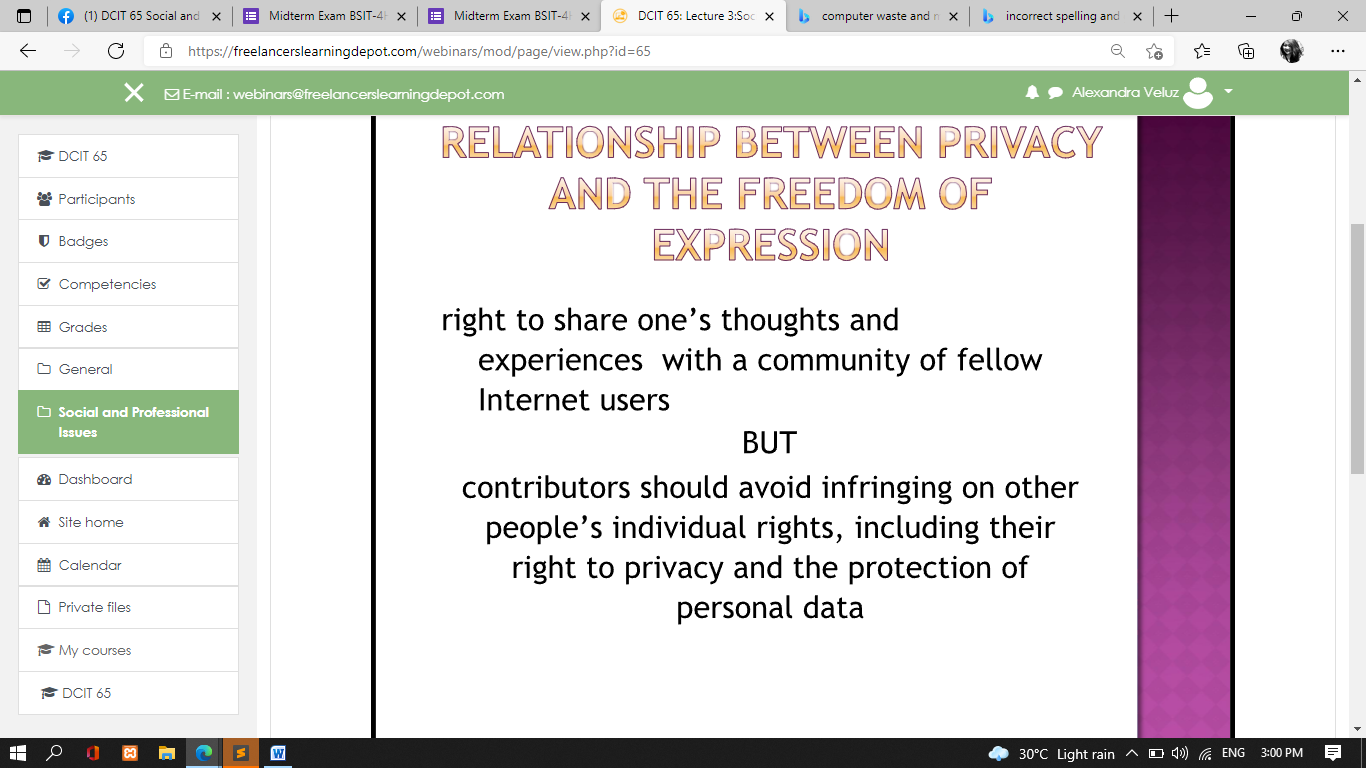 (1) DCIT 65 Social and
Midterm Exam BSIT-4
Midterm Exam BSIT-4
DCIT 65: Lecture 3:Soc
computer waste and
incorrect spelling and
https://freelancerslearningdepot.com/webinars/mod/page/view.php?id=65
E-mail : webinars@freelancerslearningdepot.com
Alexandra Veluz
DCIT 65
Participants
Badges
Competencies
Grades
General
Social and Professional
Issues
Dashboard
Site home
Calendar
Private files
My courses
DCIT 65
RELATIONSHIP BETWEEN PRIVACY
AND THE FREEDOM OF
EXPRESSION
right to share one’s thoughts and
experiences with a community of fellow
Internet users
BUT
contributors should avoid infringing on other
people’s individual rights, including their
right to privacy and the protection of
personal data
30°C Light rain
ENG
3:00 PM